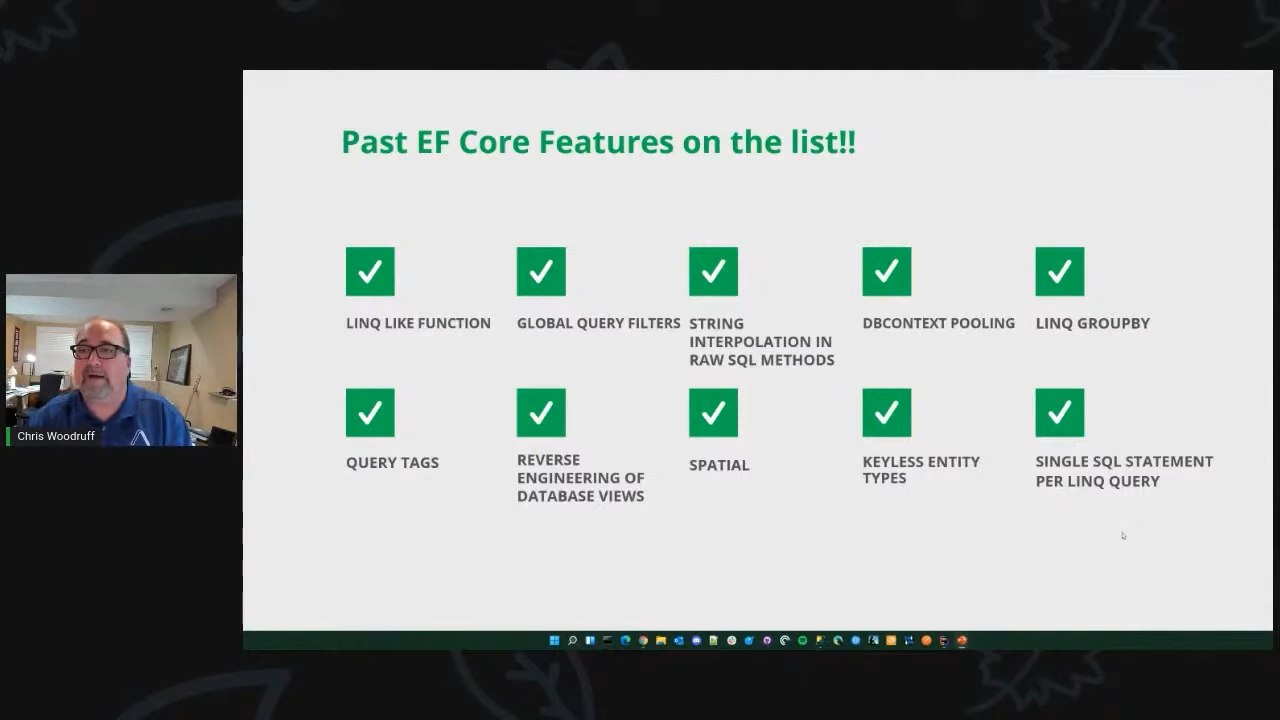 Past EF Core Features on the list!!
LINQ LIKE FUNCTION
GLOBAL QUERY FILTERS
STRING
INTERPOLATION IN
RAW SQL METHODS
DBCONTEXT POOLING
LINQ GROUPBY
QUERY TAGS
REVERSE
ENGINEERING OF
DATABASE VIEWS
SPATIAL
KEYLESS ENTITY
TYPES
SINGLE SQL STATEMENT
PER LINQ QUERY
Chris Woodruff